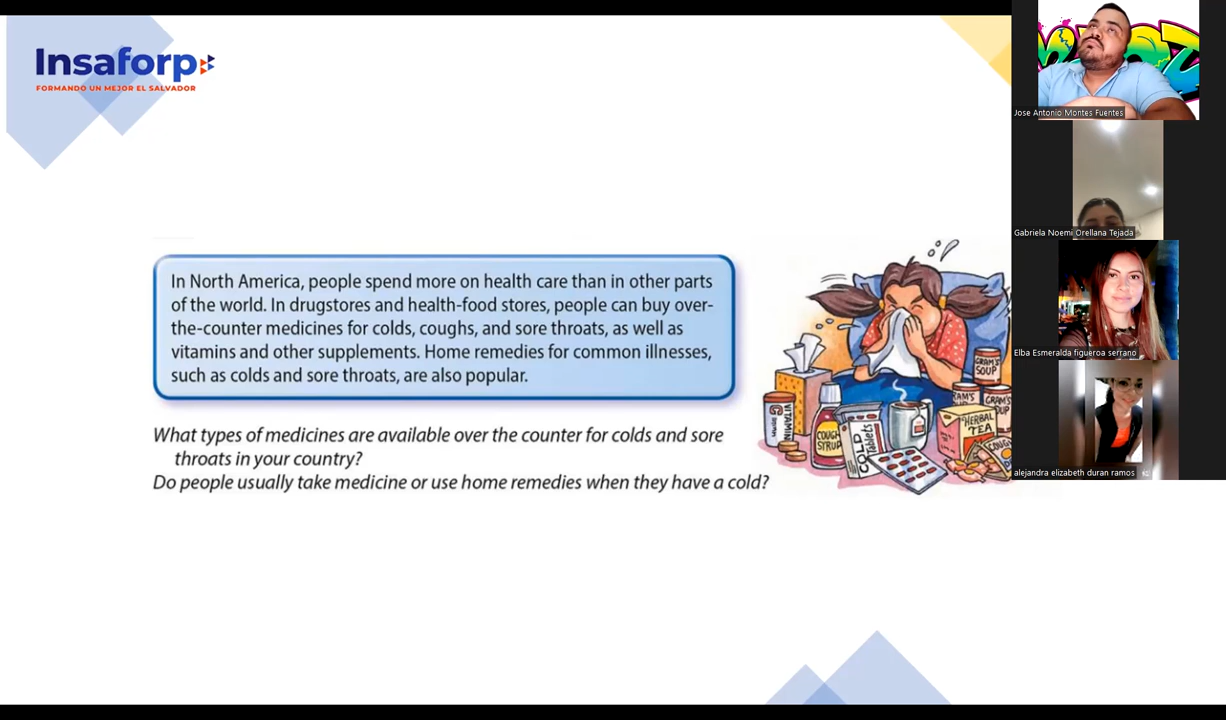 Insaforp
FORMANDO UN MEJOR EL SALVADOR
In North America, people spend more on health care than in other parts
of the world. In drugstores and health-food stores, people can buy over-
the-counter medicines for colds, coughs, and sore throats, as well as
vitamins and other supplements. Home remedies for common illnesses,
such as colds and sore throats, are also popular.
What types of medicines are available over the counter for colds and sore
throats in your country?
Do people usually take medicine or use home remedies when they have a cold?
GRAM'S
SOUP
VITAMIN
C
COUGH
SYRUP
COLD
Tablets
HERBAL
TEA
Jose Antonio Montes Fuentes
Gabriela Noemi Orellana Tejada
Elba Esmeralda figueroa serrano
alejandra elizabeth duran ramos